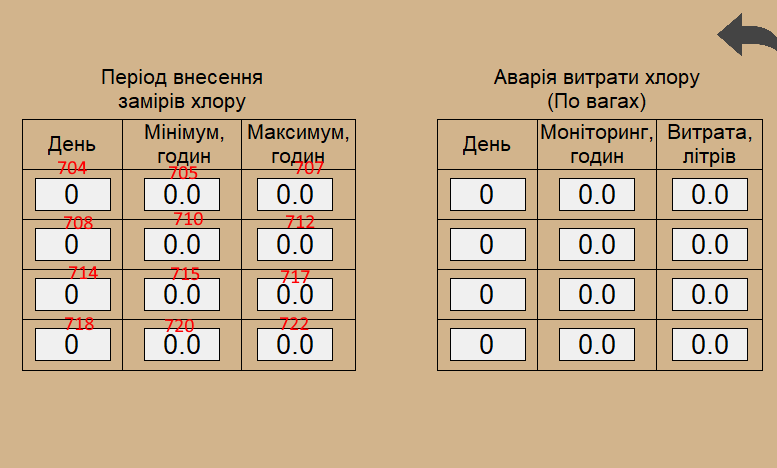 Період внесення
замірів хлору
День Мінімум, годин Максимум, годин
704 705 707
0 0.0 0.0
708 710 712
0 0.0 0.0
714 715 717
0 0.0 0.0
718 720 722
0 0.0 0.0
Аварія витрати хлору
(По вагах)
День Моніторинг, годин Витрата, літрів
0 0.0 0.0
0 0.0 0.0
0 0.0 0.0
0 0.0 0.0